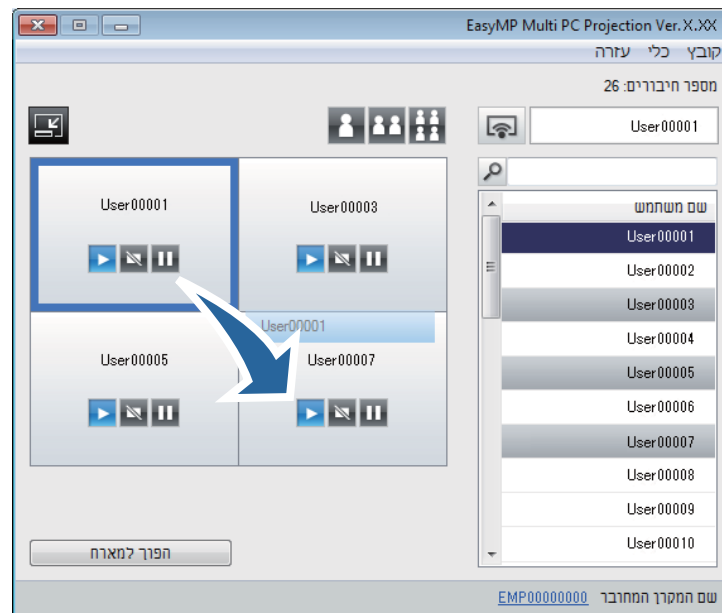 EasyMP Multi PC Projection Ver.X.XX
קובץ כלי עזרה
מספר חיבורים: 26
User00001
שם משתמש
User00001
User00002
User00003
User00004
User00005
User00006
User00007
User00008
User00009
User00010
User00001
User00003
User00001
User00005
User00007
הפוך למארח
שם המקרן המחובר EMP00000000